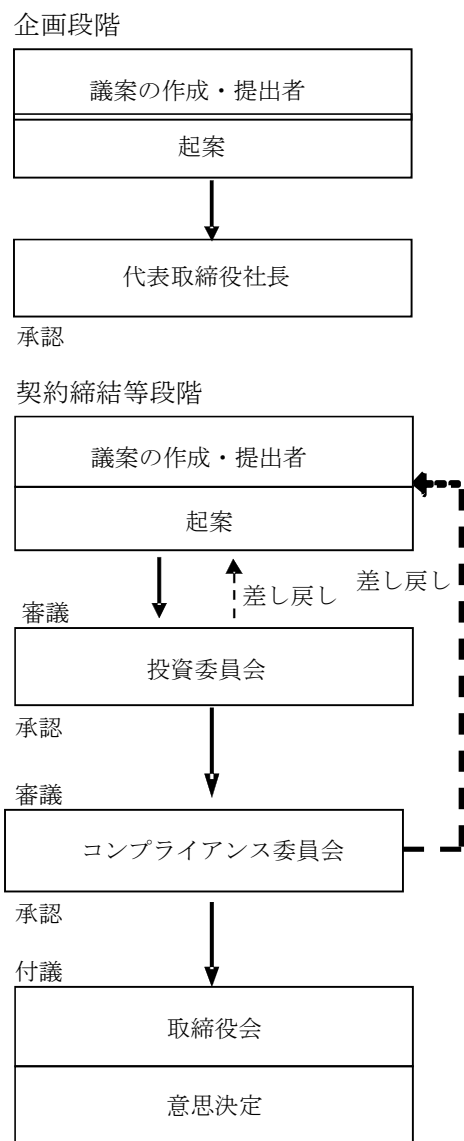 企画段階
議案の作成・提出者
起案
代表取締役社長
承認
契約締結等段階
議案の作成・提出者
起案
差し戻し
差し戻し
審議
投資委員会
承認
審議
コンプライアンス委員会
承認
付議
取締役会
意思決定